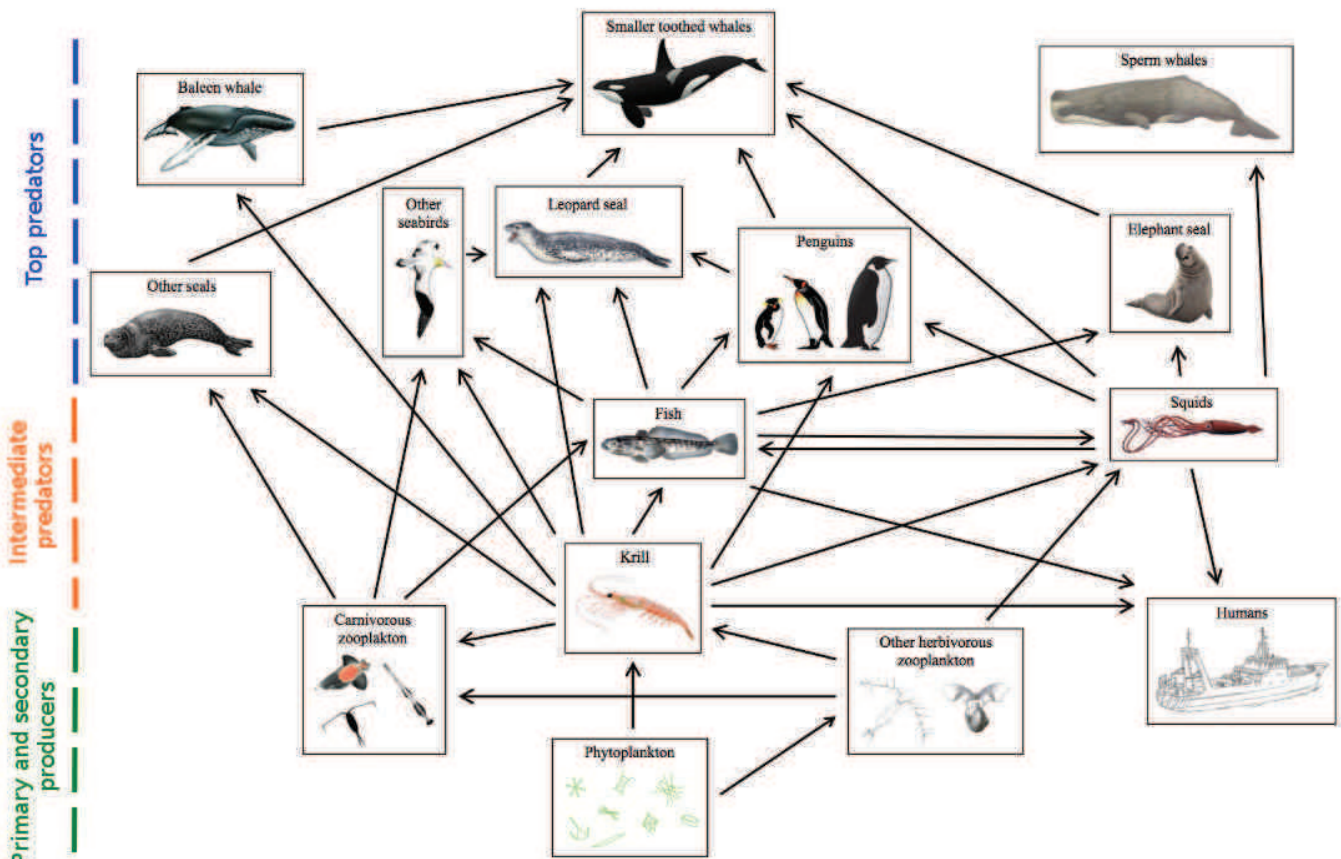 Smaller toothed whales
Sperm whales
Baleen whale
Other
seabirds
Leopard seal
Penguins
Elephant seal
Other seals
Fish
Squids
Krill
Carnivorous
zooplakton
Other herbivorous
zooplankton
Humans
Phytoplankton
Top predators
Intermediate
predators
Primary and secondary
producers